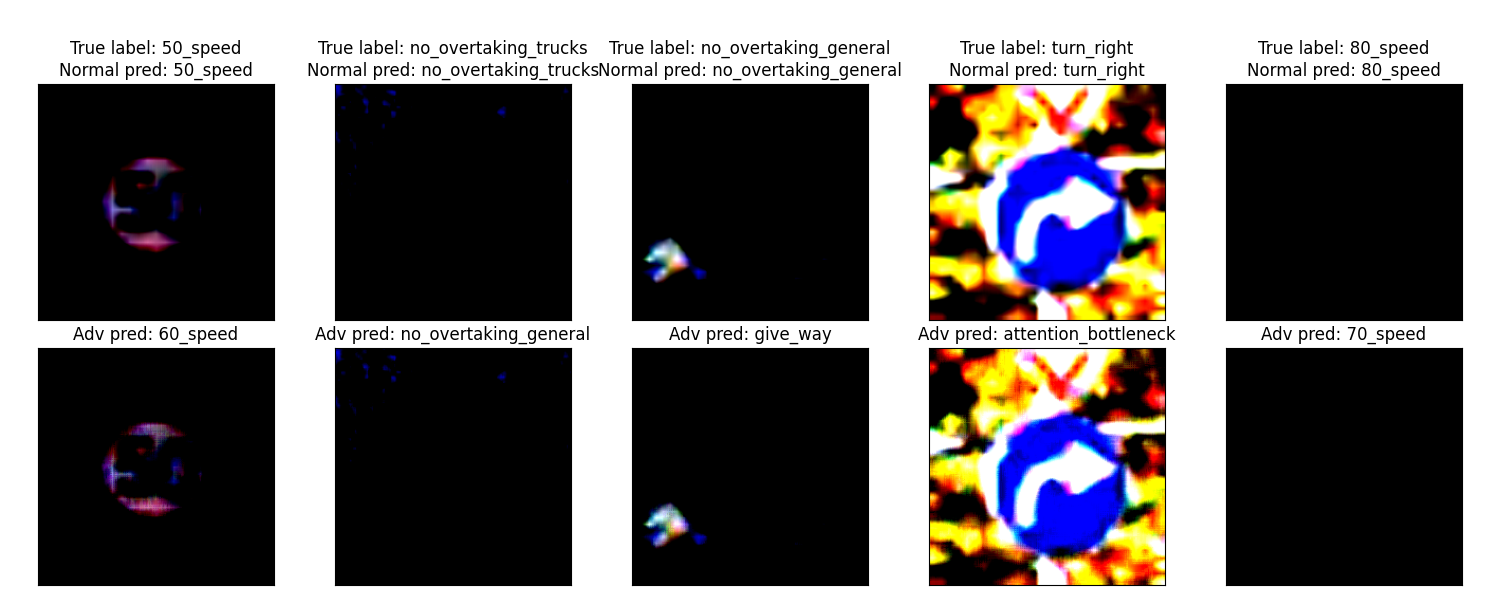 True label: 50_speed
Normal pred: 50_speed
True label: no_overtaking_trucks
Normal pred: no_overtaking_trucks
True label: no_overtaking_general
Normal pred: no_overtaking_general
True label: turn_right
Normal pred: turn_right
True label: 80_speed
Normal pred: 80_speed
Adv pred: 60_speed
Adv pred: no_overtaking_general
Adv pred: give_way
Adv pred: attention_bottleneck
Adv pred: 70_speed